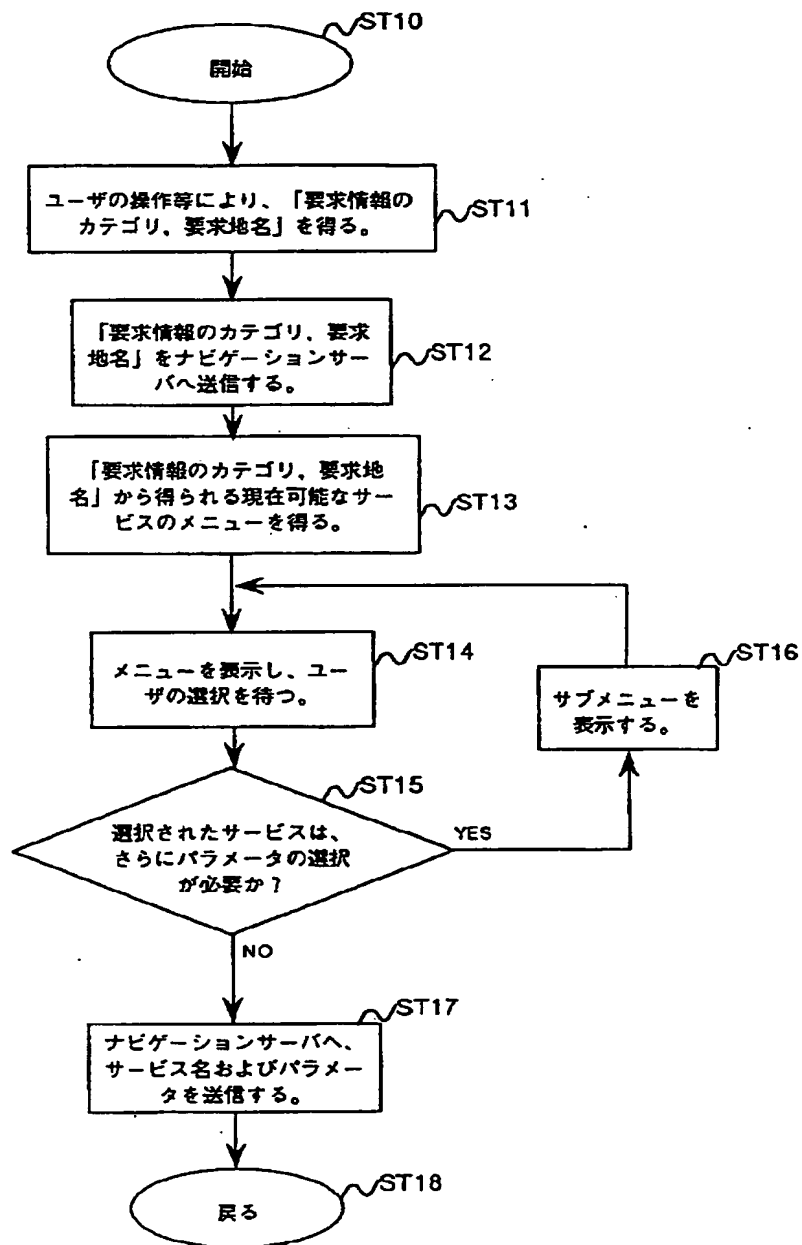 ST10
開始
ユーザの操作等により、「要求情報の
カテゴリ、要求地名」を得る。
ST11
「要求情報のカテゴリ、要求
地名」をナビゲーションサー
バへ送信する。
ST12
「要求情報のカテゴリ、要求地
名」から得られる現在可能なサー
ビスのメニューを得る。
ST13
メニューを表示し、ユー
ザの選択を待つ。
ST14
ST16
サブメニューを
表示する。
ST15
選択されたサービスは、
さらにパラメータの選択
が必要か？
YES
NO
ST17
ナビゲーションサーバへ、
サービス名およびパラメー
タを送信する。
ST18
戻る